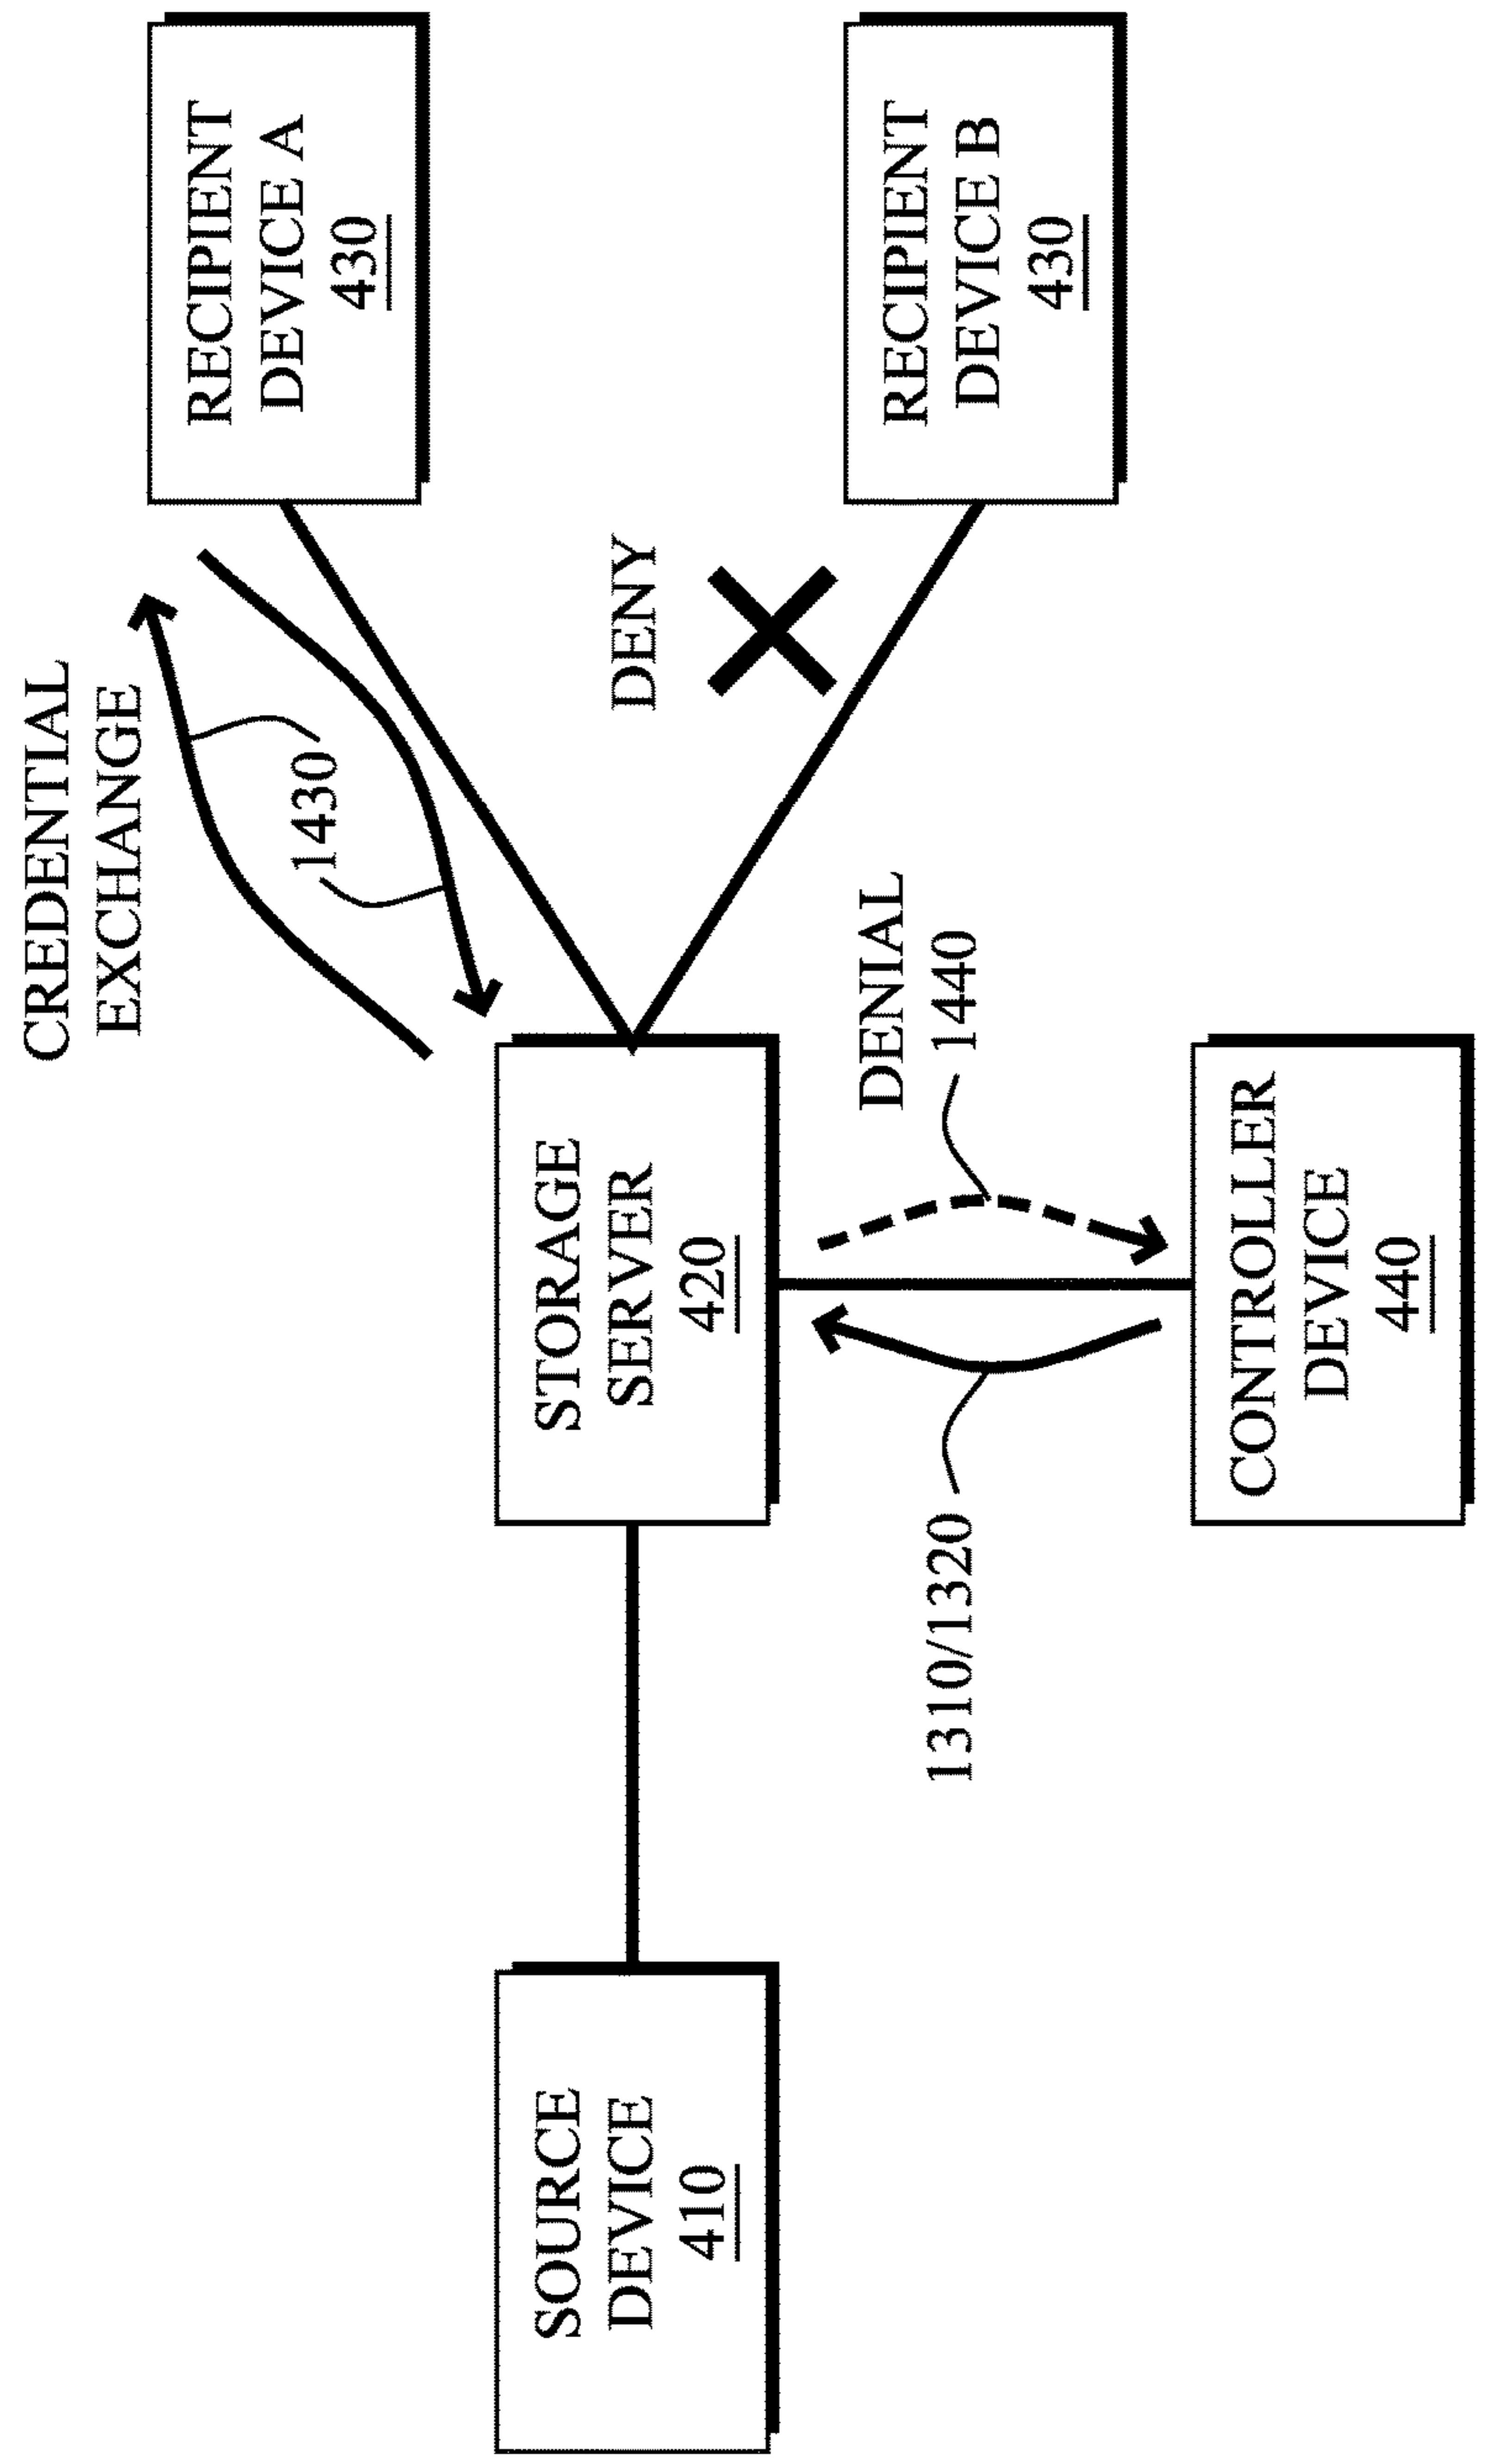 CREDENTIAL
EXCHANGE
1430
RECIPIENT
DEVICE A
430
DENY
SOURCE
DEVICE
410
STORAGE
SERVER
420
RECIPIENT
DEVICE B
430
DENIAL
1440
1310/1320
CONTROLLER
DEVICE
440